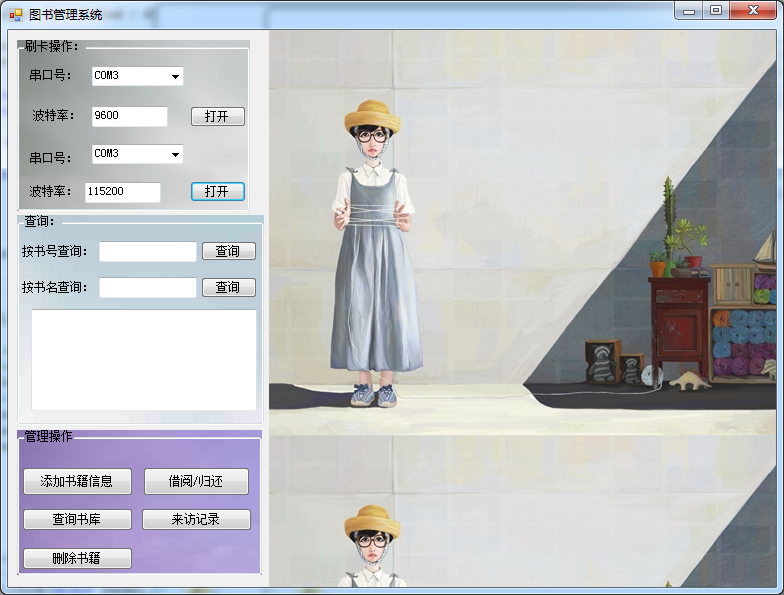 图书管理系统
刷卡操作：
串口号： COM3
波特率： 9600 打开
串口号： COM3
波特率： 115200 打开
查询：
按书号查询： 查询
按书名查询： 查询
管理操作
添加书籍信息 借阅/归还
查询书库 来访记录
删除书籍